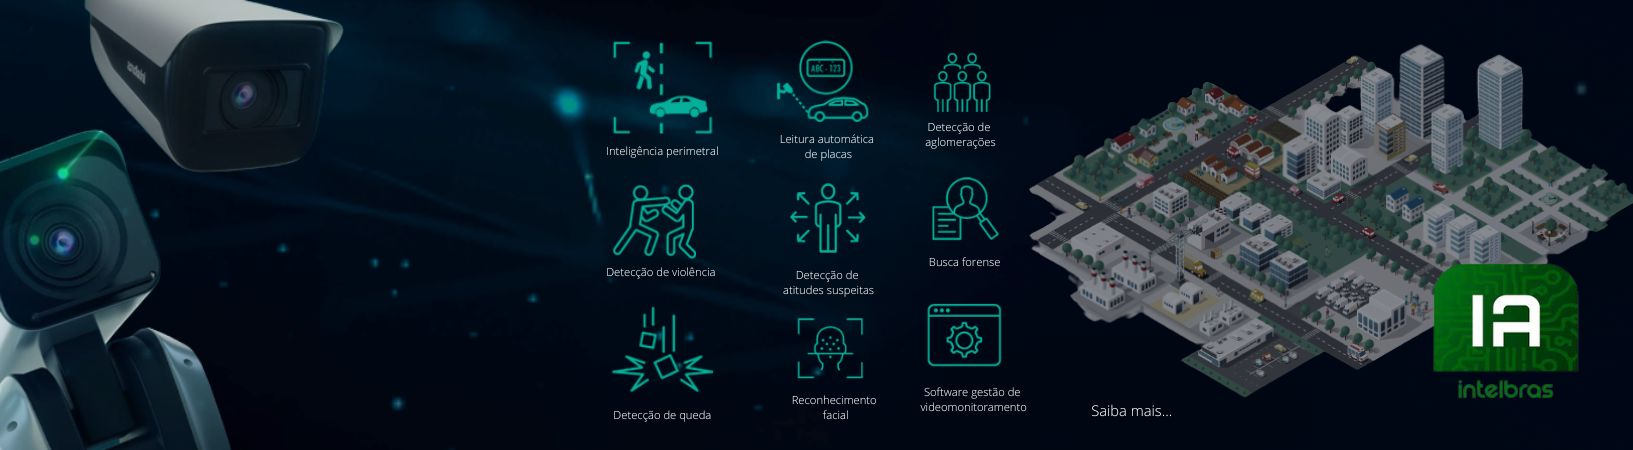 Inteligência perimetral
ABC - 123
Leitura automática
de placas
Detecção de
aglomerações
Detecção de violência
Detecção de
atitudes suspeitas
Busca forense
Detecção de queda
Reconhecimento
facial
Software gestão de
videomonitoramento
Saiba mais...
IA
intelbras